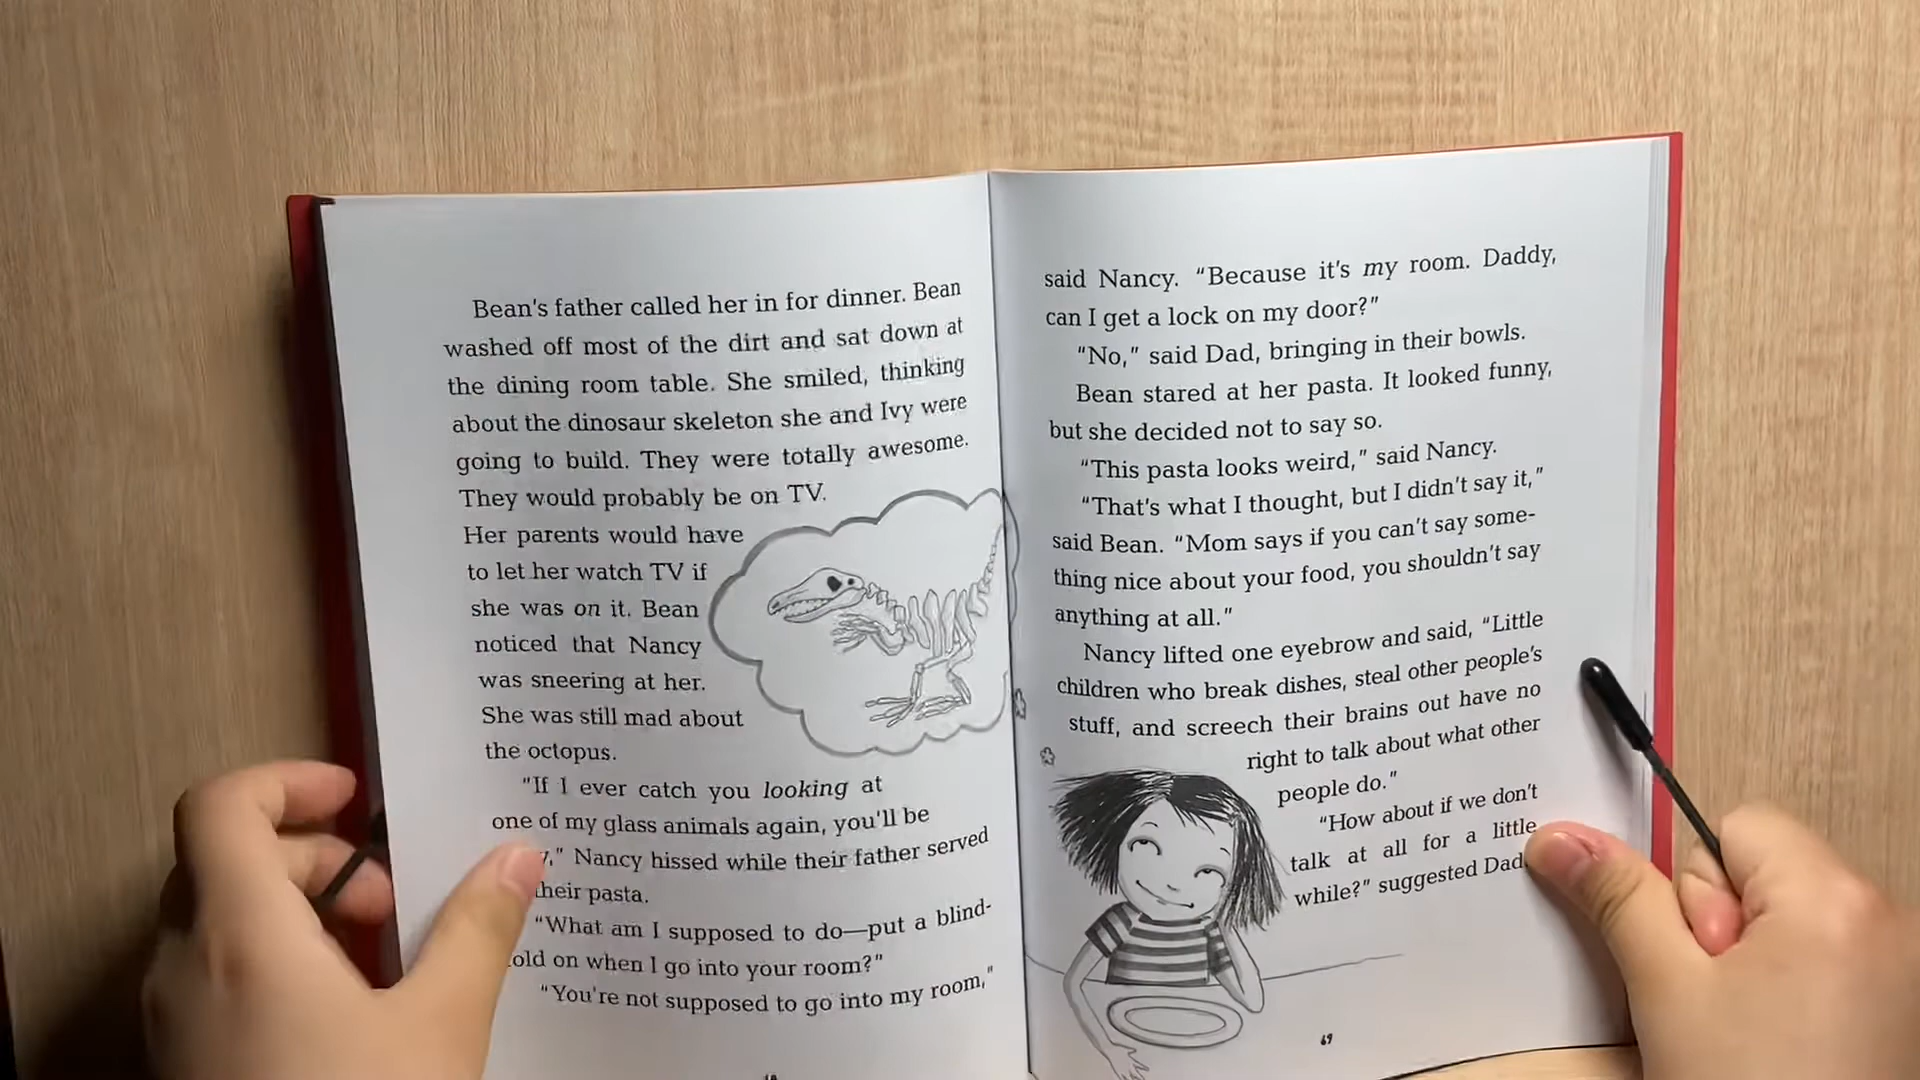 Bean's father called her in for dinner. Bean
washed off most of the dirt and sat down at
the dining room table. She smiled, thinking
about the dinosaur skeleton she and Ivy were
going to build. They were totally awesome.
They would probably be on TV.
Her parents would have
to let her watch TV if
she was on it. Bean
noticed that Nancy
was sneering at her.
She was still mad about
the octopus.
"If I ever catch you looking at
one of my glass animals again, you'll be
Nancy hissed while their father served
their pasta.
"What am I supposed to do—put a blind-
fold on when I go into your room?"
"You're not supposed to go into my room,"
said Nancy. "Because it's my room. Daddy,
can I get a lock on my door?"
"No," said Dad, bringing in their bowls.
Bean stared at her pasta. It looked funny,
but she decided not to say so.
"This pasta looks weird," said Nancy.
"That's what I thought, but I didn't say it,"
said Bean. "Mom says if you can't say some-
thing nice about your food, you shouldn't say
anything at all."
Nancy lifted one eyebrow and said, "Little
children who break dishes, steal other people's
stuff, and screech their brains out have no
right to talk about what other
people do."
"How about if we don't
talk at all for a little
while?" suggested Dad.
69